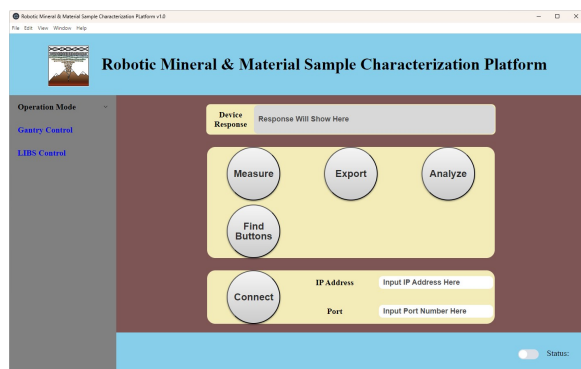 Robotic Mineral & Material Sample Characterization Platform v1.0
File Edit View Window Help
Robotic Mineral & Material Sample Characterization Platform
Operation Mode
Gantry Control
LIBS Control
Device
Response
Response Will Show Here
Measure
Export
Analyze
Find
Buttons
Connect
IP Address
Input IP Address Here
Port
Input Port Number Here
Status: